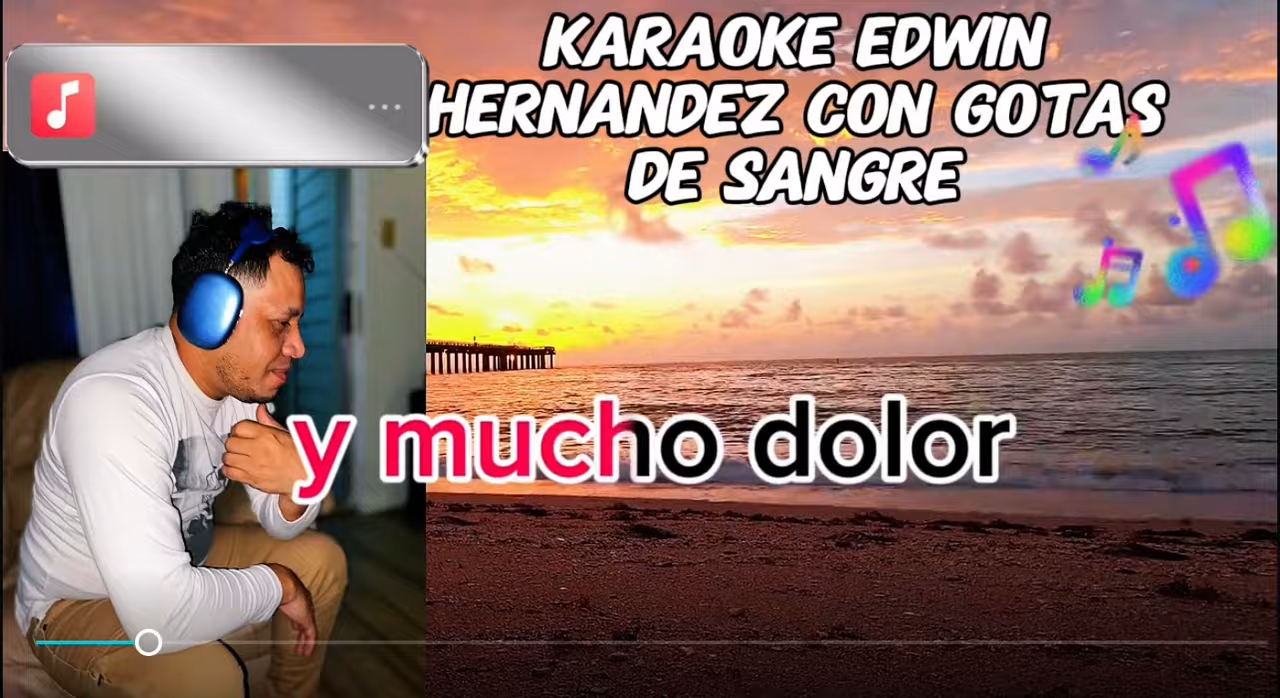 KARAOKE EDWIN
HERNANDEZ CON GOTAS
DE SANGRE
y mucho dolor